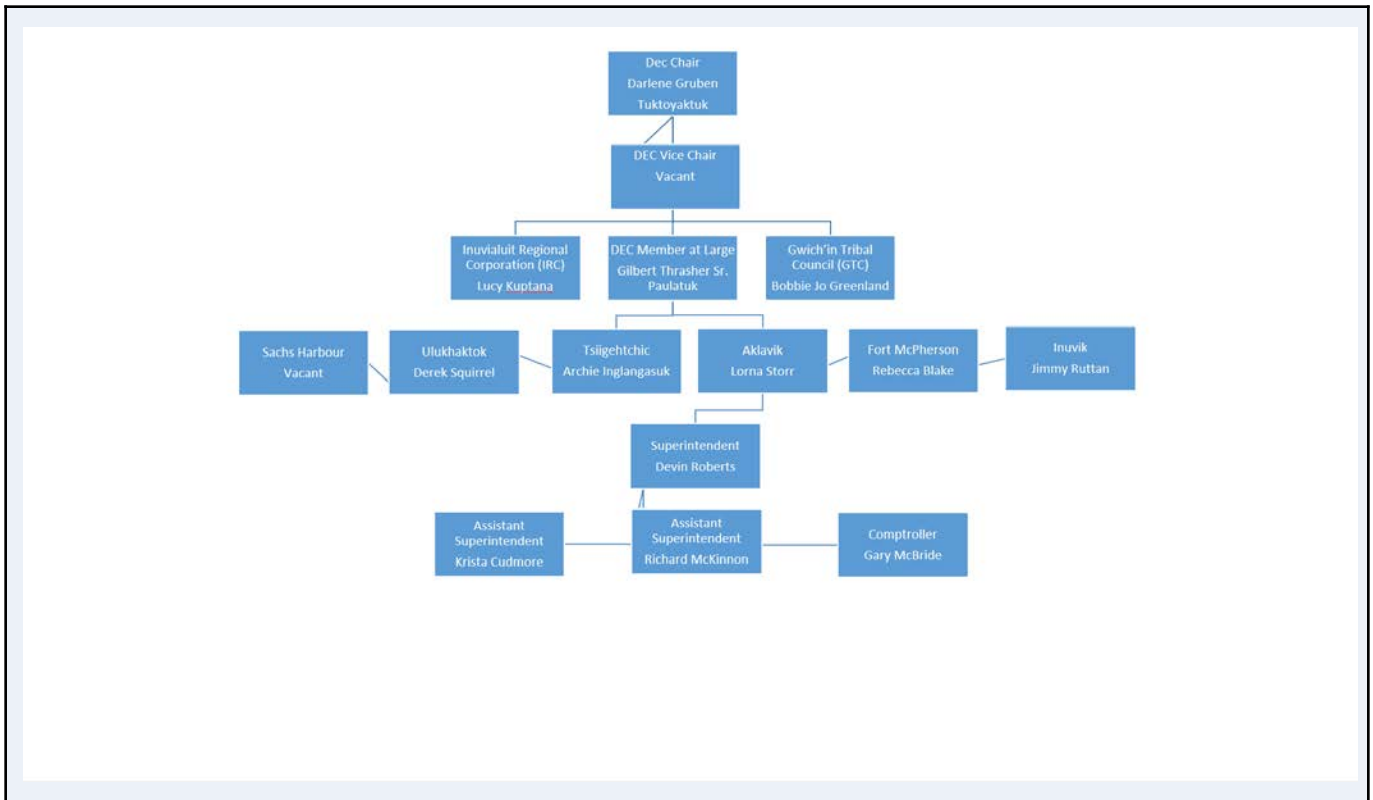 Dec Chair
Darlene Gruben
Tuktoyaktuk
DEC Vice Chair
Vacant
Inuvialuit Regional
Corporation (IRC)
Lucy Kuptana
DEC Member at Large
Gilbert Thrasher Sr.
Paulatuk
Gwich'in Tribal
Council (GTC)
Bobbie Jo Greenland
Sachs Harbour
Vacant
Ulukhaktok
Derek Squirrel
Tsiigehtchic
Archie Inglangasuk
Aklavik
Lorna Storr
Fort McPherson
Rebecca Blake
Inuvik
Jimmy Ruttan
Superintendent
Devin Roberts
Assistant
Superintendent
Krista Cudmore
Assistant
Superintendent
Richard McKinnon
Comptroller
Gary McBride